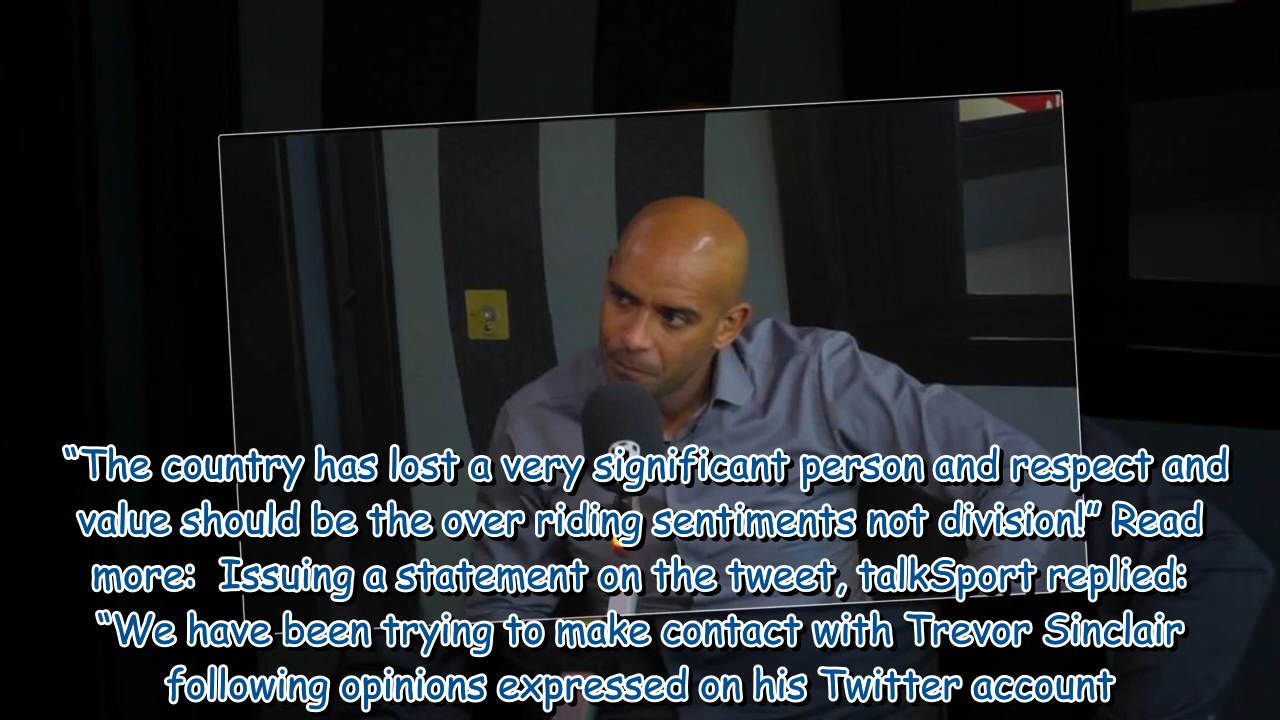 “The country has lost a very significant person and respect and
value should be the over riding sentiments not division!” Read
more:  Issuing a statement on the tweet, talkSport replied:
“We have been trying to make contact with Trevor Sinclair
following opinions expressed on his Twitter account